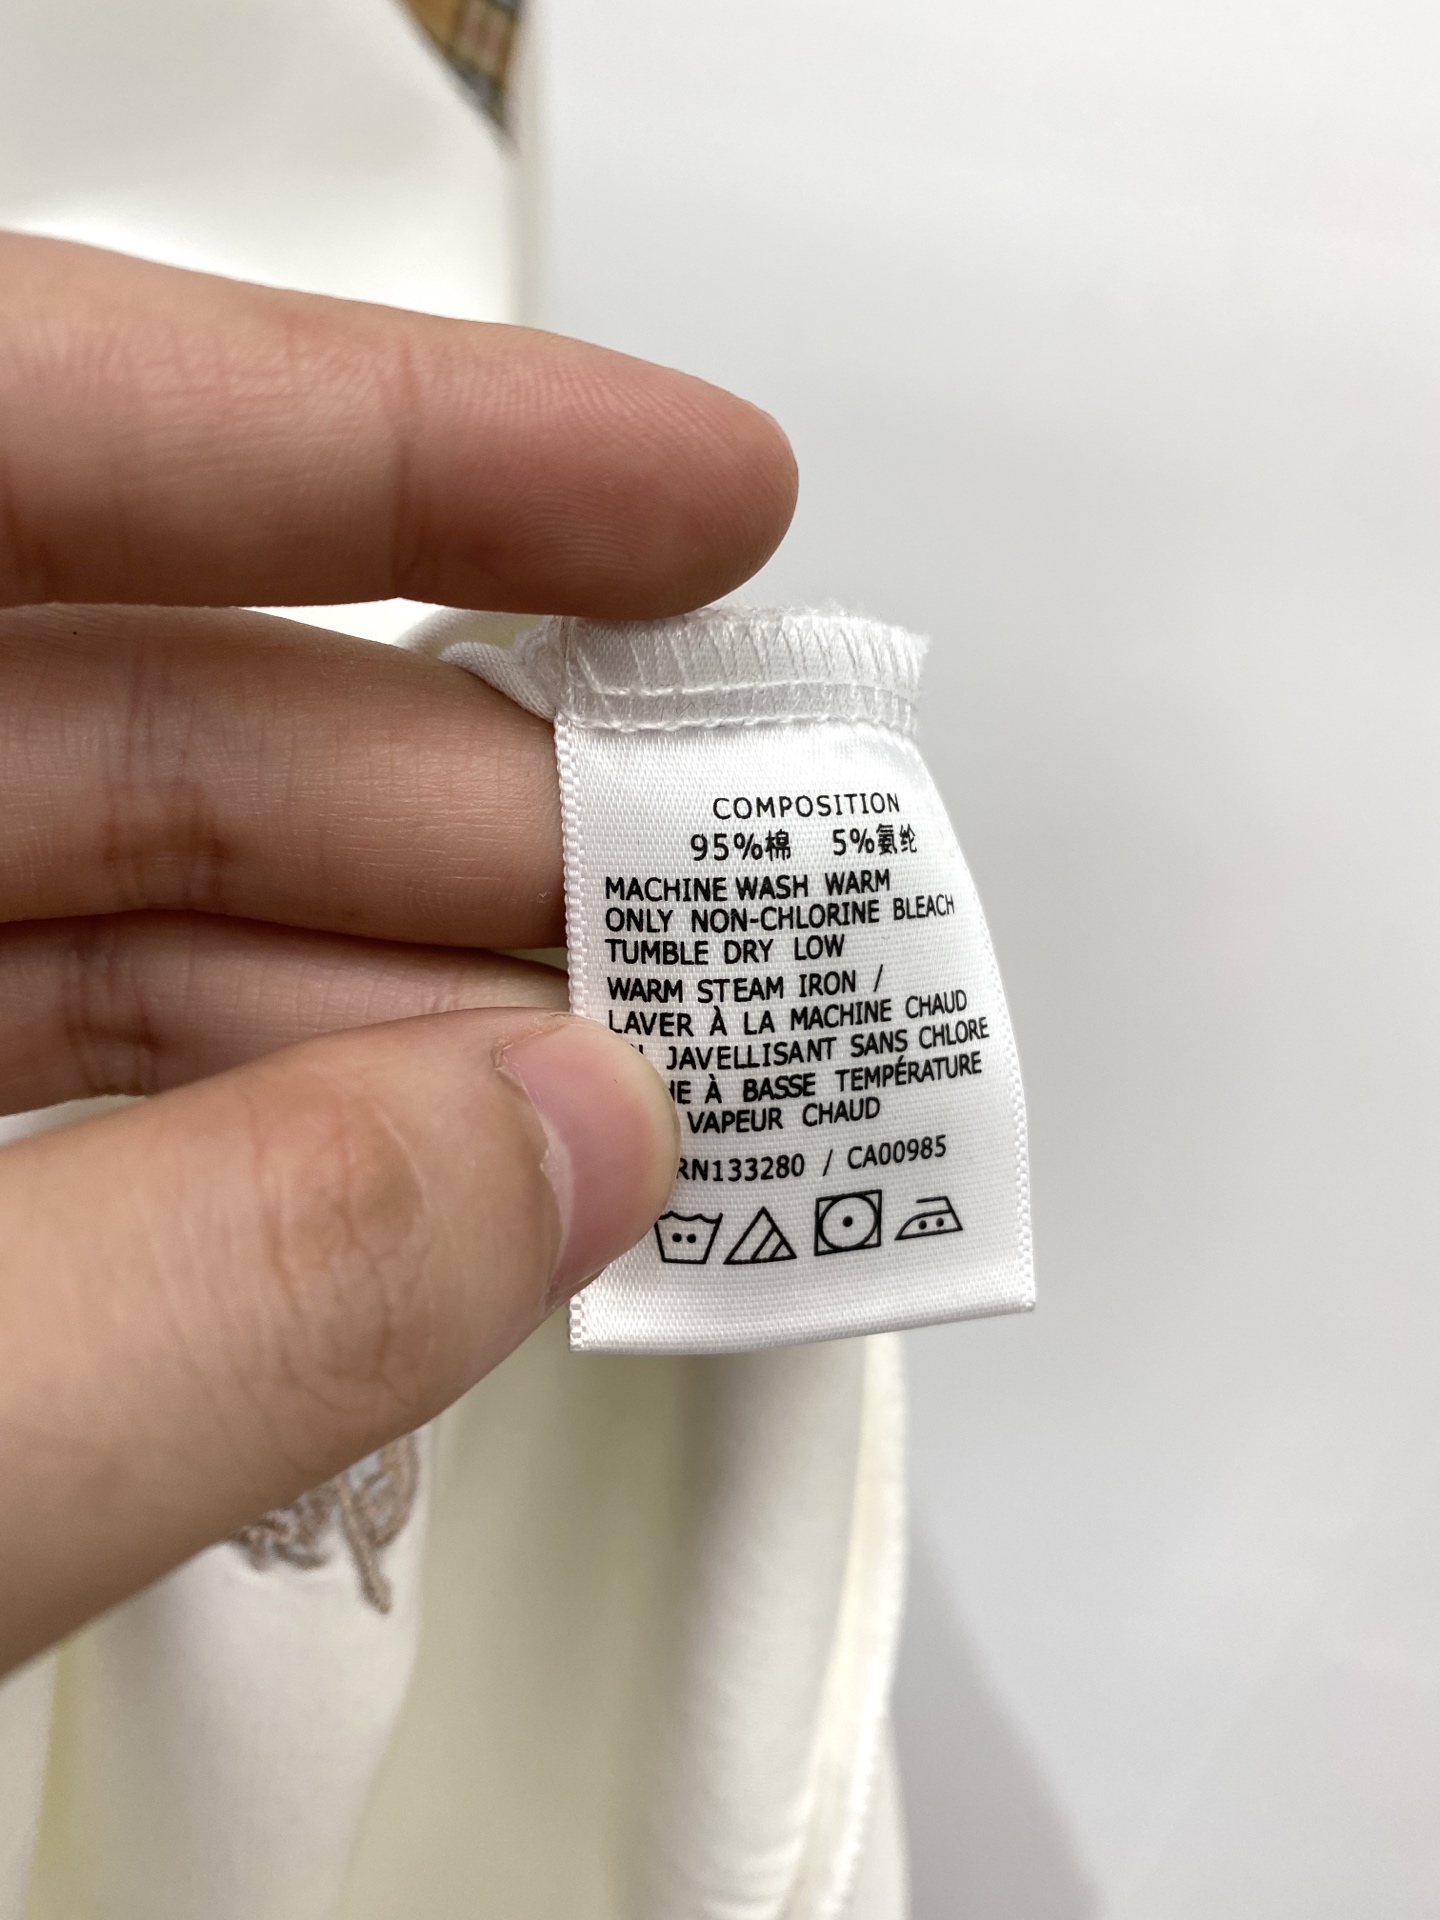 COMPOSITION
95%棉 5%氨纶
MACHINE WASH WARM
ONLY NON-CHLORINE BLEACH
TUMBLE DRY LOW
WARM STEAM IRON /
LAVER À LA MACHINE CHAUD
JAVELLISANT SANS CHLORE
À BASSE TEMPÉRATURE
VAPEUR CHAUD
RN133280 / CA00985